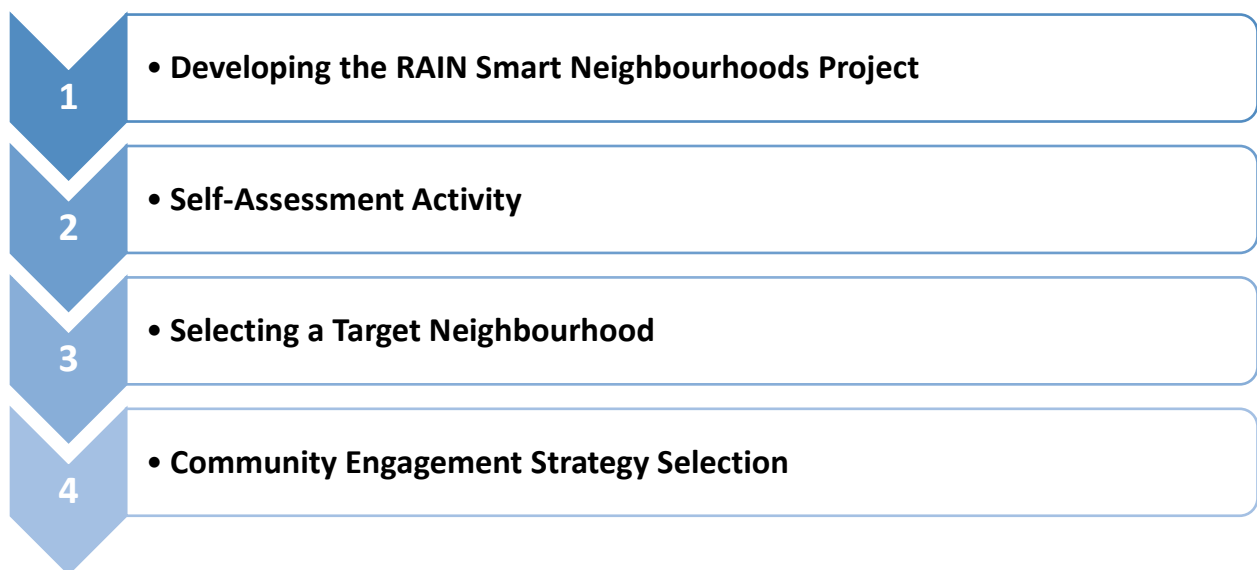 1
• Developing the RAIN Smart Neighbourhoods Project
2
• Self-Assessment Activity
3
• Selecting a Target Neighbourhood
4
• Community Engagement Strategy Selection